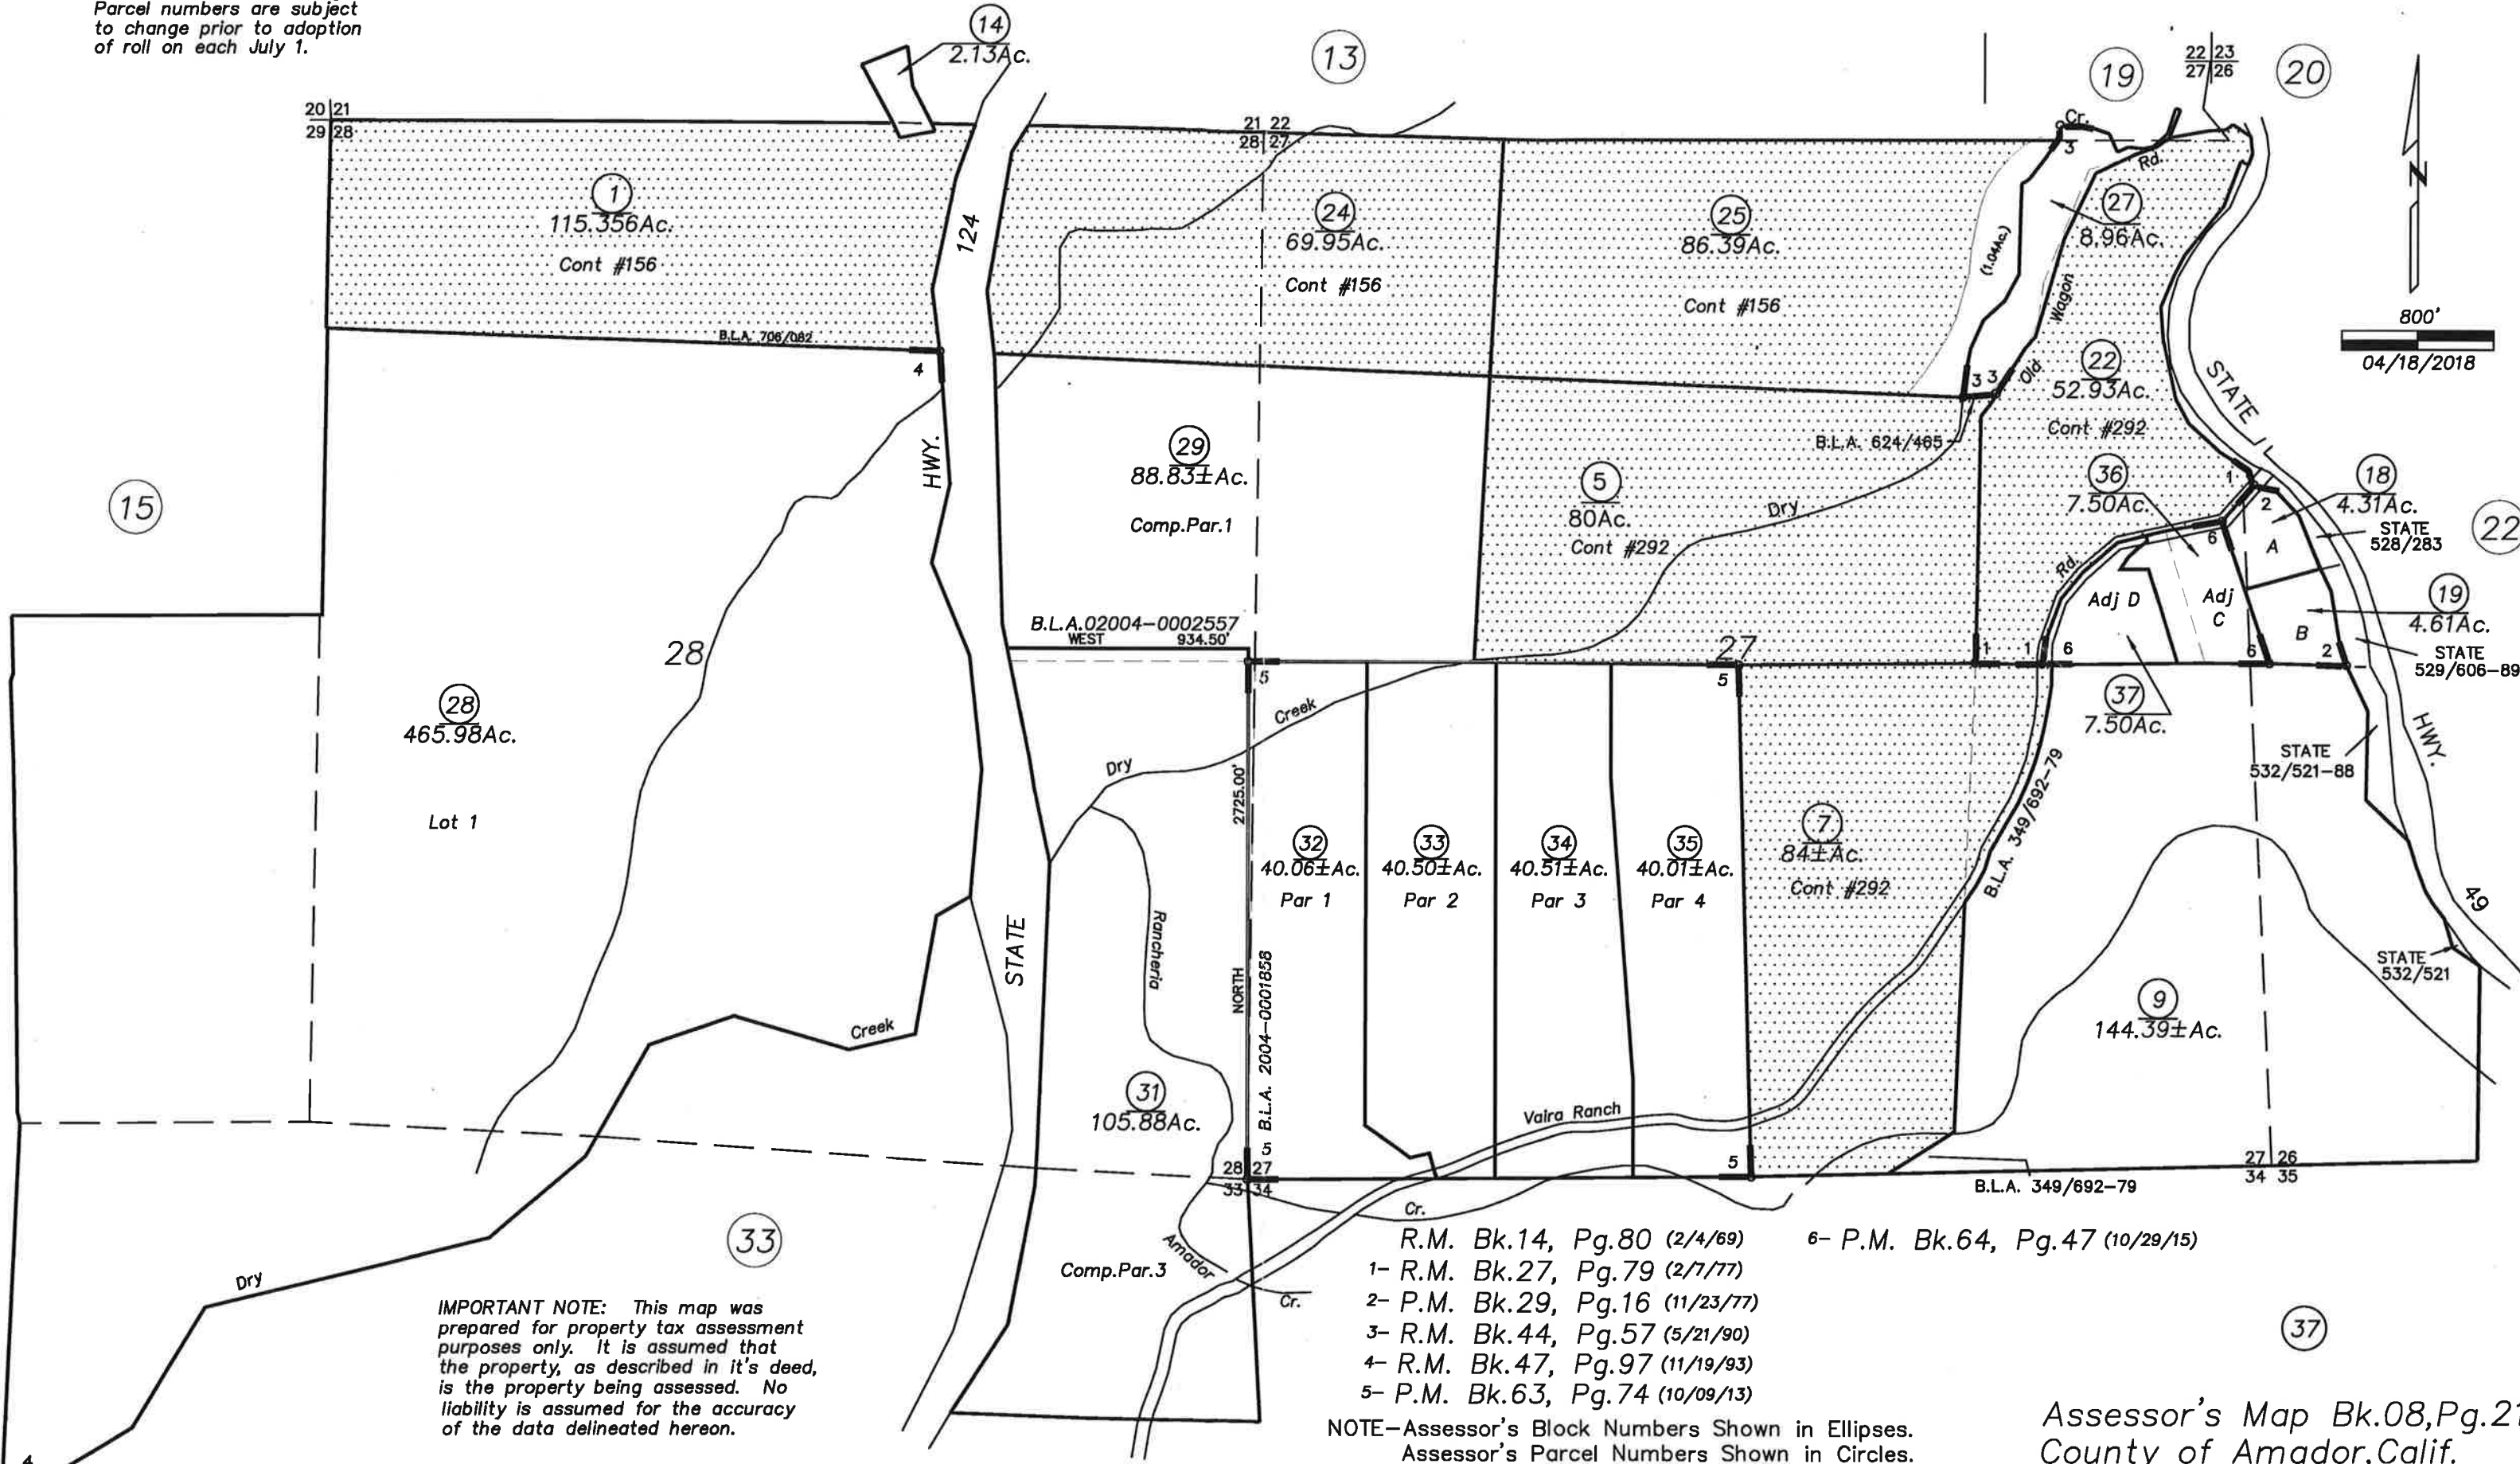 Parcel numbers are subject
to change prior to adoption
of roll on each July 1.
14
2.13Ac.
13
19
22 23
27 26
20
20 21
29 28
21 22
28 27
Cr.
3
Rd.
N
1
115.356Ac.
Cont #156
124
24
69.95Ac.
Cont #156
25
86.39Ac.
Cont #156
(1.04Ac.)
27
8.96Ac.
Wagon
Old
800'
04/18/2018
B.L.A. 706/082
4
3 3
22
52.93Ac.
Cont #292
STATE
HWY.
29
88.83±Ac.
Comp.Par.1
B.L.A. 624/465
5
80Ac.
Cont #292
Dry
36
7.50Ac.
1
2
18
4.31Ac.
STATE
528/283
22
15
6
A
Rd.
Adj D
Adj
C
B
19
4.61Ac.
STATE
529/606-89
B.L.A.02004-0002557
WEST 934.50'
28
27
1 1 6
6 2
5
5
28
465.98Ac.
Lot 1
Creek
Dry
37
7.50Ac.
HWY.
STATE
532/521-88
2725.00'
B.L.A. 349/692-79
32
40.06±Ac.
Par 1
33
40.50±Ac.
Par 2
34
40.51±Ac.
Par 3
35
40.01±Ac.
Par 4
7
84±Ac.
Cont #292
49
STATE
532/521
Rancheria
STATE
NORTH
B.L.A. 2004-0001858
9
144.39±Ac.
Creek
31
105.88Ac.
Vaira Ranch
5
5
28 27
33 34
27 26
34 35
B.L.A. 349/692-79
Cr.
33
Amador
Comp.Par.3
Cr.
Dry
R.M. Bk.14, Pg.80 (2/4/69)
1- R.M. Bk.27, Pg.79 (2/7/77)
2- P.M. Bk.29, Pg.16 (11/23/77)
3- R.M. Bk.44, Pg.57 (5/21/90)
4- R.M. Bk.47, Pg.97 (11/19/93)
5- P.M. Bk.63, Pg.74 (10/09/13)
6- P.M. Bk.64, Pg.47 (10/29/15)
37
IMPORTANT NOTE: This map was
prepared for property tax assessment
purposes only. It is assumed that
the property, as described in it's deed,
is the property being assessed. No
liability is assumed for the accuracy
of the data delineated hereon.
NOTE-Assessor's Block Numbers Shown in Ellipses.
Assessor's Parcel Numbers Shown in Circles.
Assessor's Map Bk.08,Pg.21
County of Amador,Calif.
4